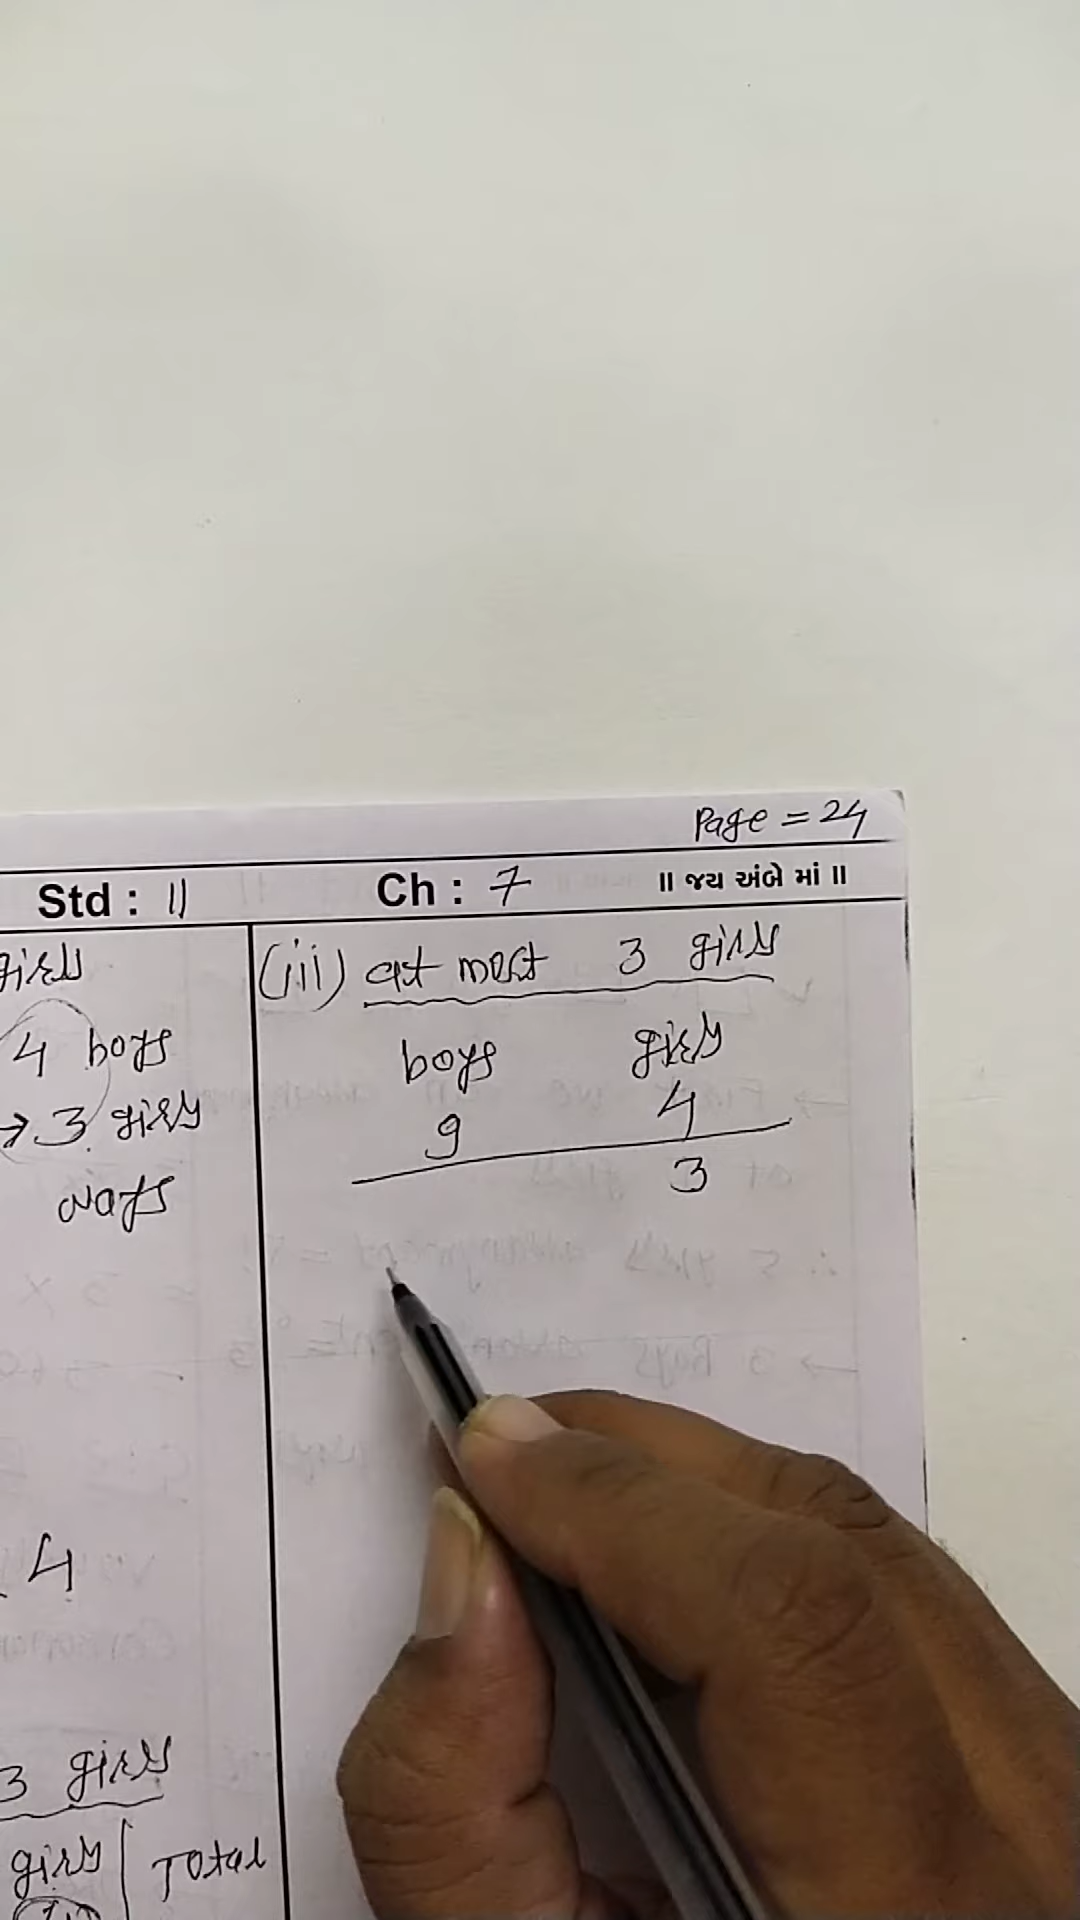 Page = 24
Std : 11 Ch : 7 ॥ જય અંબે માં ॥
girls
4 boys
→ 3 girls
ways
4
3 girls
girls Total
(iii) at most 3 girls
boys girls
9 4
3